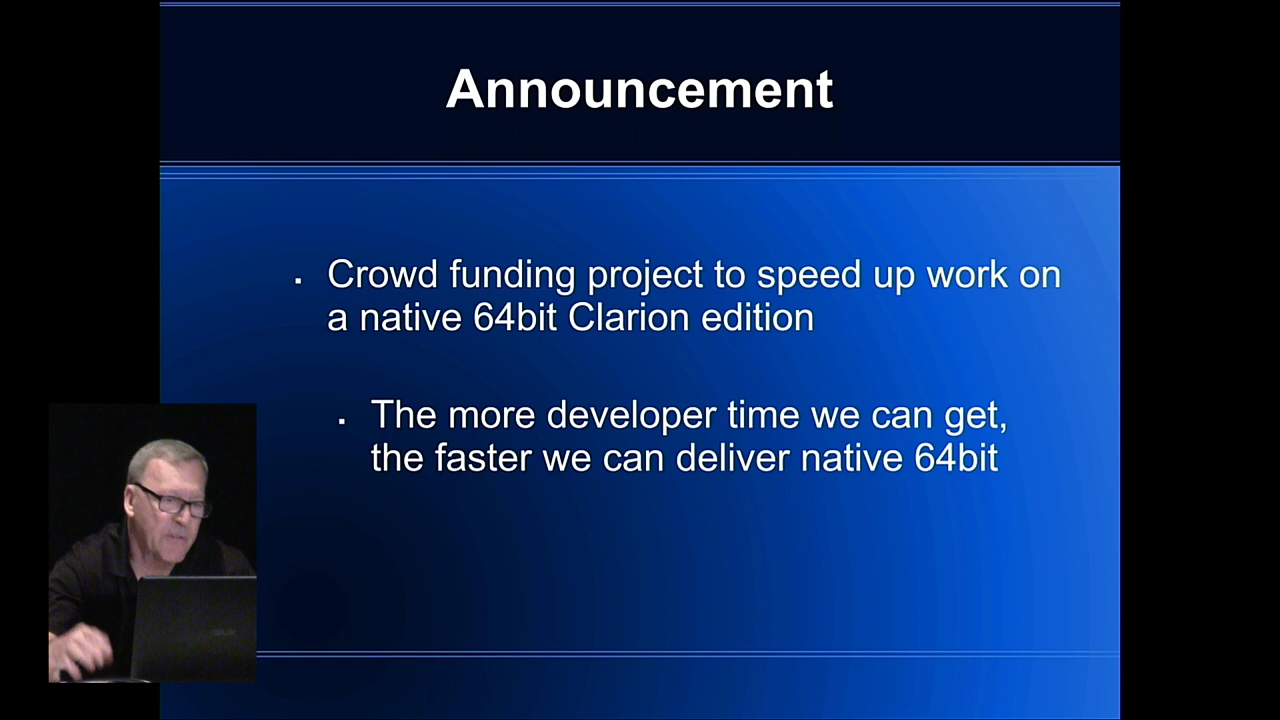 Announcement
Crowd funding project to speed up work on
a native 64bit Clarion edition
The more developer time we can get,
the faster we can deliver native 64bit